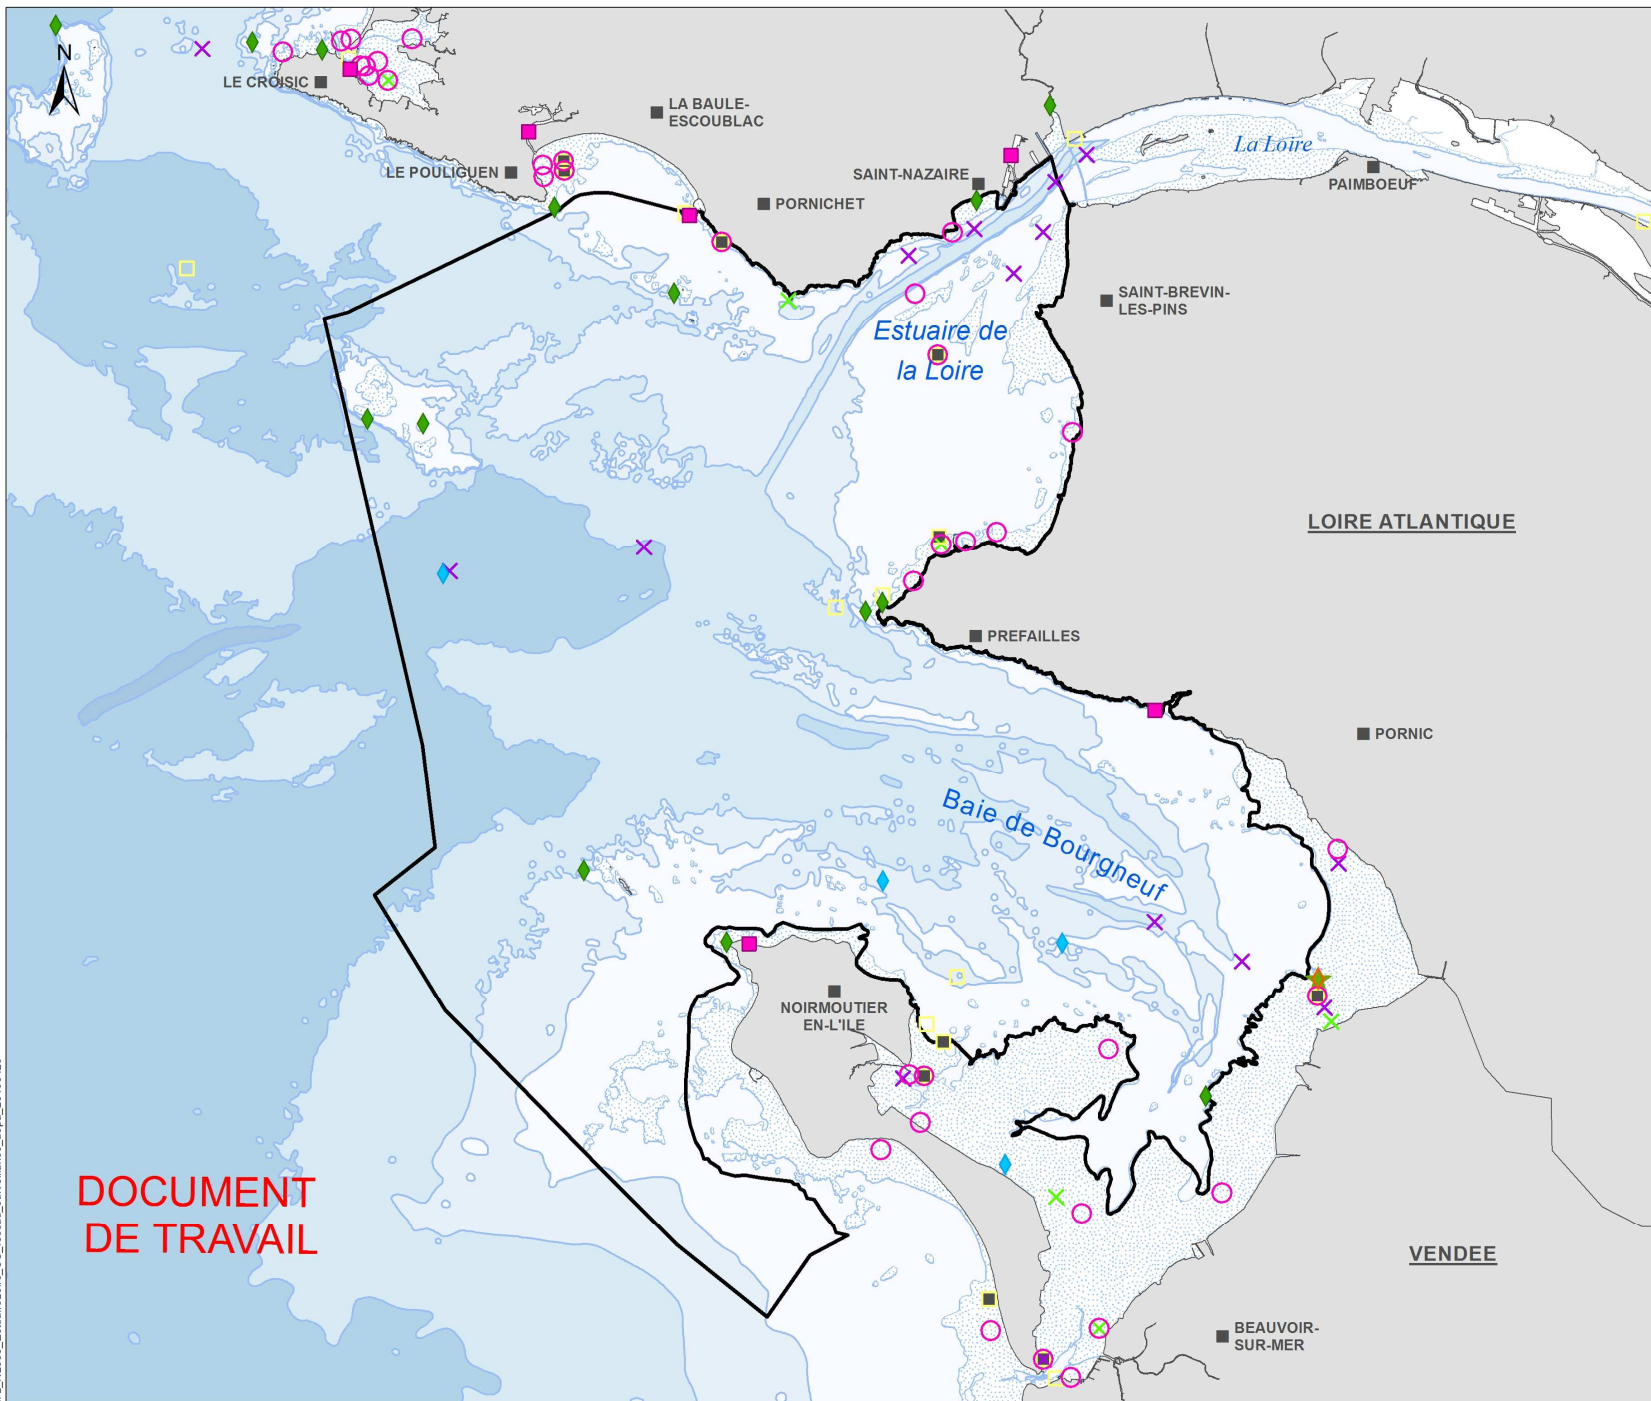 N
LE CROISIC
LA BAULE-
ESCOUBLAC
La Loire
LE POULIGUEN
SAINT-NAZAIRE
PAIMBOEUF
PORNICHET
SAINT-BREVIN-
LES-PINS
Estuaire de
la Loire
LOIRE ATLANTIQUE
PREFAILLES
PORNIC
Baie de Bourgneuf
NOIRMOUTIER
EN-L'ILE
DOCUMENT
DE TRAVAIL
VENDEE
BEAUVOIR-
SUR-MER